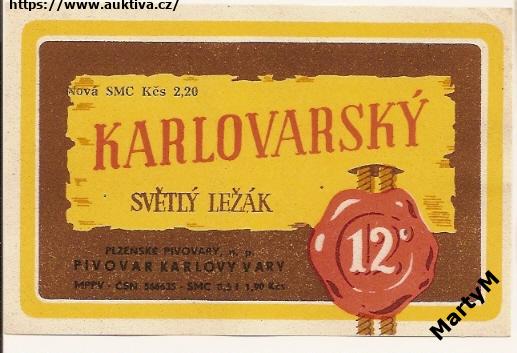 https://www.auktiva.cz/
Nová SMC Kčs 2,20
KARLOVARSKÝ
SVĚTLÝ LEŽÁK
12°
PLZEŇSKÉ PIVOVARY, n. p.
PIVOVAR KARLOVY VARY
MPPV - ČSN 566635 - SMC 0,5 l 1,90 Kčs
MartyM